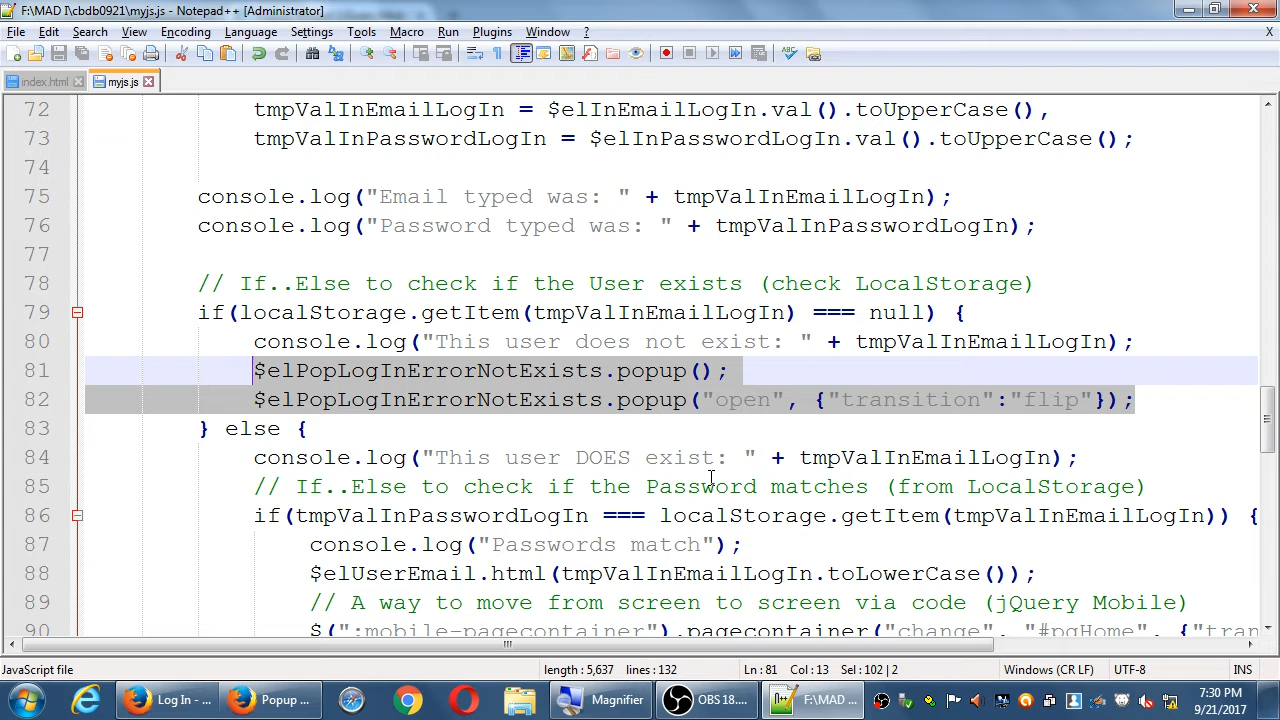 F:\MAD I\cbdb0921\myjs.js - Notepad++ [Administrator]
File Edit Search View Encoding Language Settings Tools Macro Run Plugins Window ? X
index.html myjs.js
72 tmpValInEmailLogIn = $elInEmailLogIn.val().toUpperCase(),
73 tmpValInPasswordLogIn = $elInPasswordLogIn.val().toUpperCase();
74
75 console.log("Email typed was: " + tmpValInEmailLogIn);
76 console.log("Password typed was: " + tmpValInPasswordLogIn);
77
78 // If..Else to check if the User exists (check LocalStorage)
79 if(localStorage.getItem(tmpValInEmailLogIn) === null) {
80 console.log("This user does not exist: " + tmpValInEmailLogIn);
81 $elPopLogInErrorNotExists.popup();
82 $elPopLogInErrorNotExists.popup("open", {"transition":"flip"});
83 } else {
84 console.log("This user DOES exist: " + tmpValInEmailLogIn);
85 // If..Else to check if the Password matches (from LocalStorage)
86 if(tmpValInPasswordLogIn === localStorage.getItem(tmpValInEmailLogIn)) {
87 console.log("Passwords match");
88 $elUserEmail.html(tmpValInEmailLogIn.toLowerCase());
89 // A way to move from screen to screen via code (jQuery Mobile)
90 $(":mobile-pagecontainer").pagecontainer("change", "#pgHome", {"tran
JavaScript file length : 5,637 lines : 132 Ln : 81 Col : 13 Sel : 102 | 2 Windows (CR LF) UTF-8 INS
Log In - ... Popup ... Magnifier OBS 18.... F:\MAD ... 7:30 PM
9/21/2017